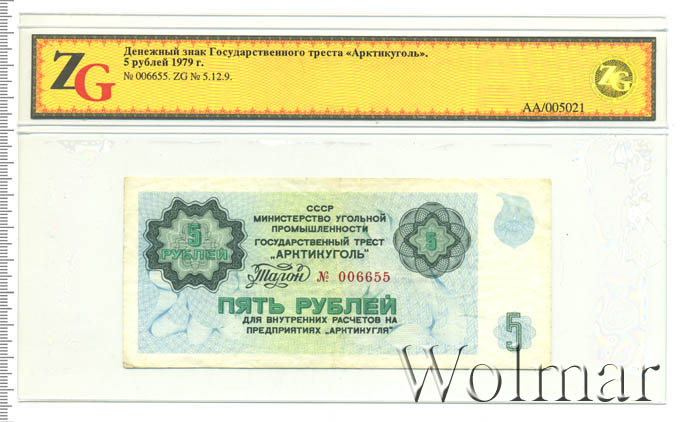 ZG
Денежный знак Государственного треста «Арктикуголь».
5 рублей 1979 г.
№ 006655. ZG № 5.12.9.
ZG
АА/005021
СССР
МИНИСТЕРСТВО УГОЛЬНОЙ
ПРОМЫШЛЕННОСТИ
ГОСУДАРСТВЕННЫЙ ТРЕСТ
„АРКТИКУГОЛЬ"
5
РУБЛЕЙ
5
Талон № 006655
ПЯТЬ РУБЛЕЙ
ДЛЯ ВНУТРЕННИХ РАСЧЕТОВ НА
ПРЕДПРИЯТИЯХ „АРКТИКУГЛЯ"
5
Wolmar